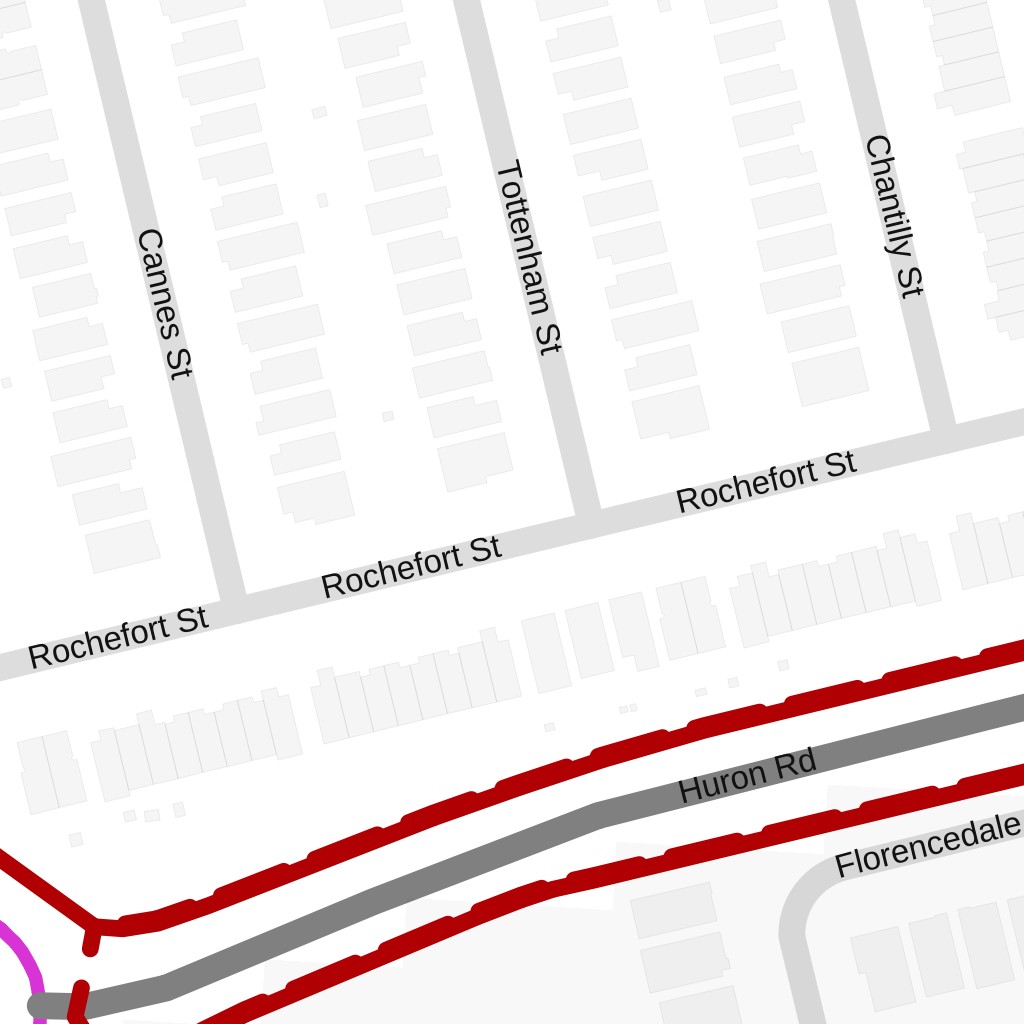 Chantilly St
Tottenham St
Cannes St
Rochefort St
Rochefort St
Rochefort St
Huron Rd
Florencedale